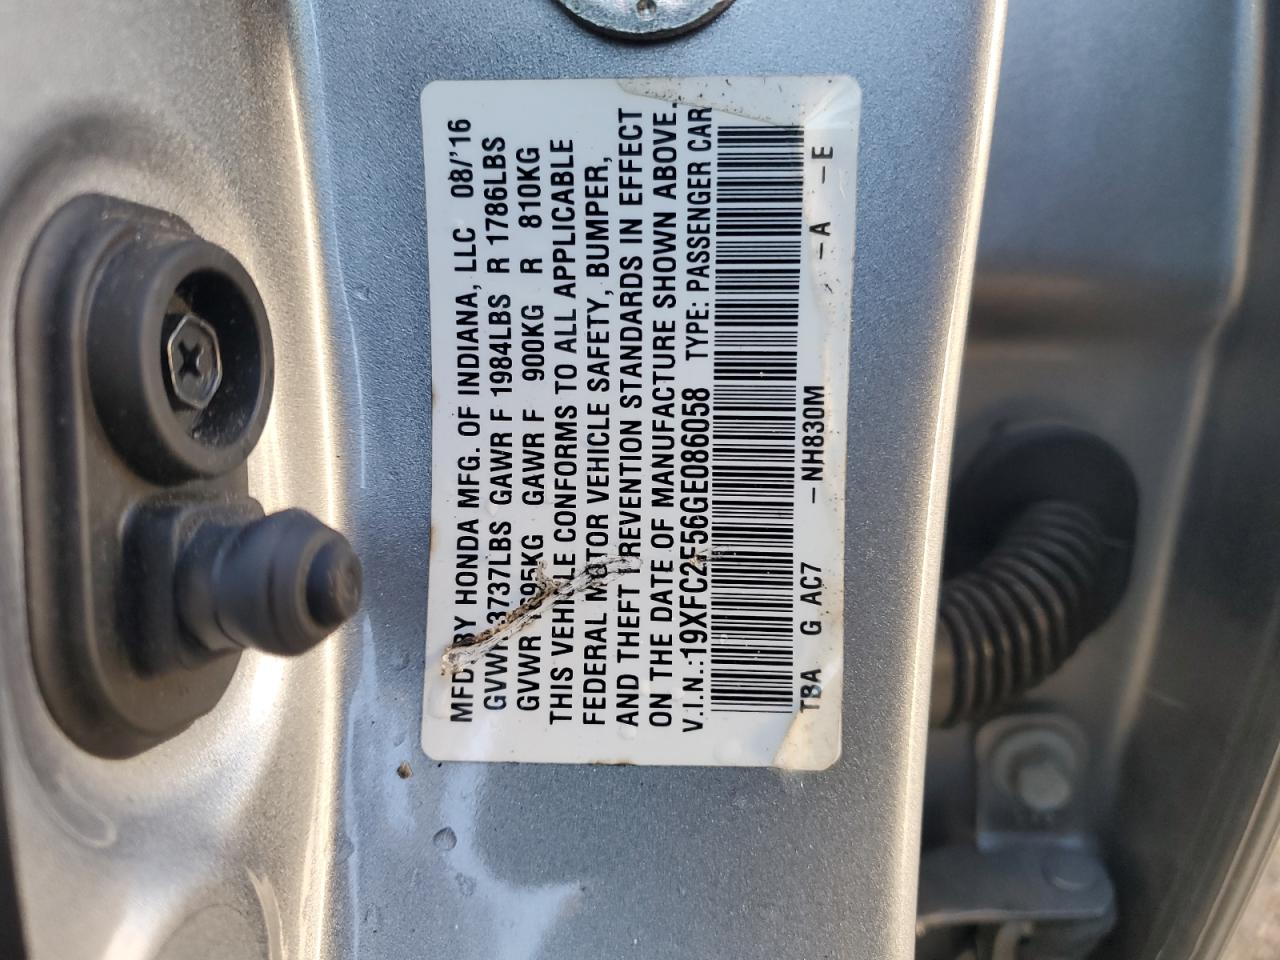 MFD BY HONDA MFG. OF INDIANA, LLC 08/'16
GVWR 3737LBS GAWR F 1984LBS R 1786LBS
GVWR 1695KG GAWR F 900KG R 810KG
THIS VEHICLE CONFORMS TO ALL APPLICABLE
FEDERAL MOTOR VEHICLE SAFETY, BUMPER,
AND THEFT PREVENTION STANDARDS IN EFFECT
ON THE DATE OF MANUFACTURE SHOWN ABOVE.
V.I.N.:19XFC2F56GE086058 TYPE: PASSENGER CAR
TBA G AC7 -NH830M -A -E